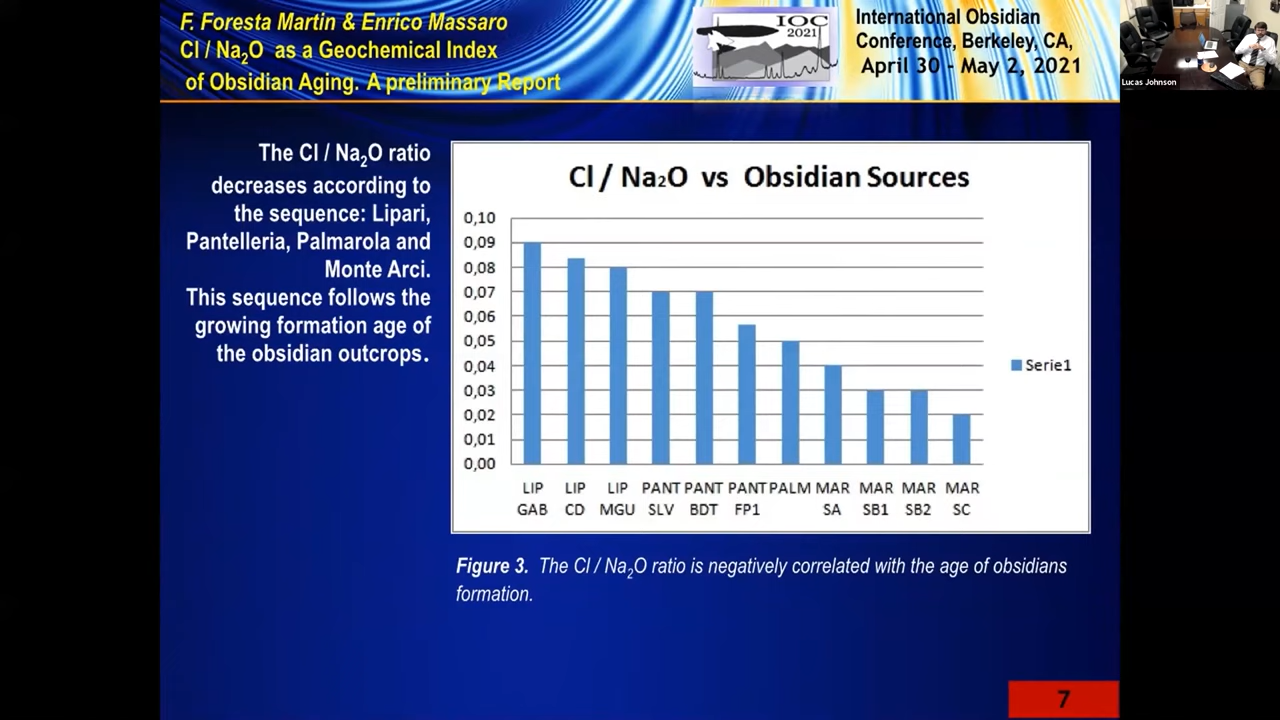 F. Foresta Martin & Enrico Massaro
Cl / Na₂O as a Geochemical Index
of Obsidian Aging. A preliminary Report
IOC
2021
International Obsidian
Conference, Berkeley, CA,
April 30 - May 2, 2021
Lucas Johnson
The Cl / Na₂O ratio
decreases according to
the sequence: Lipari,
Pantelleria, Palmarola and
Monte Arci.
This sequence follows the
growing formation age of
the obsidian outcrops.
Cl / Na₂O vs Obsidian Sources
0,10
0,09
0,08
0,07
0,06
0,05
0,04
0,03
0,02
0,01
0,00
LIP LIP LIP PANT PANT PANT PALM MAR MAR MAR MAR
GAB CD MGU SLV BDT FP1 SA SB1 SB2 SC
Serie1
Figure 3. The Cl / Na₂O ratio is negatively correlated with the age of obsidians
formation.
7